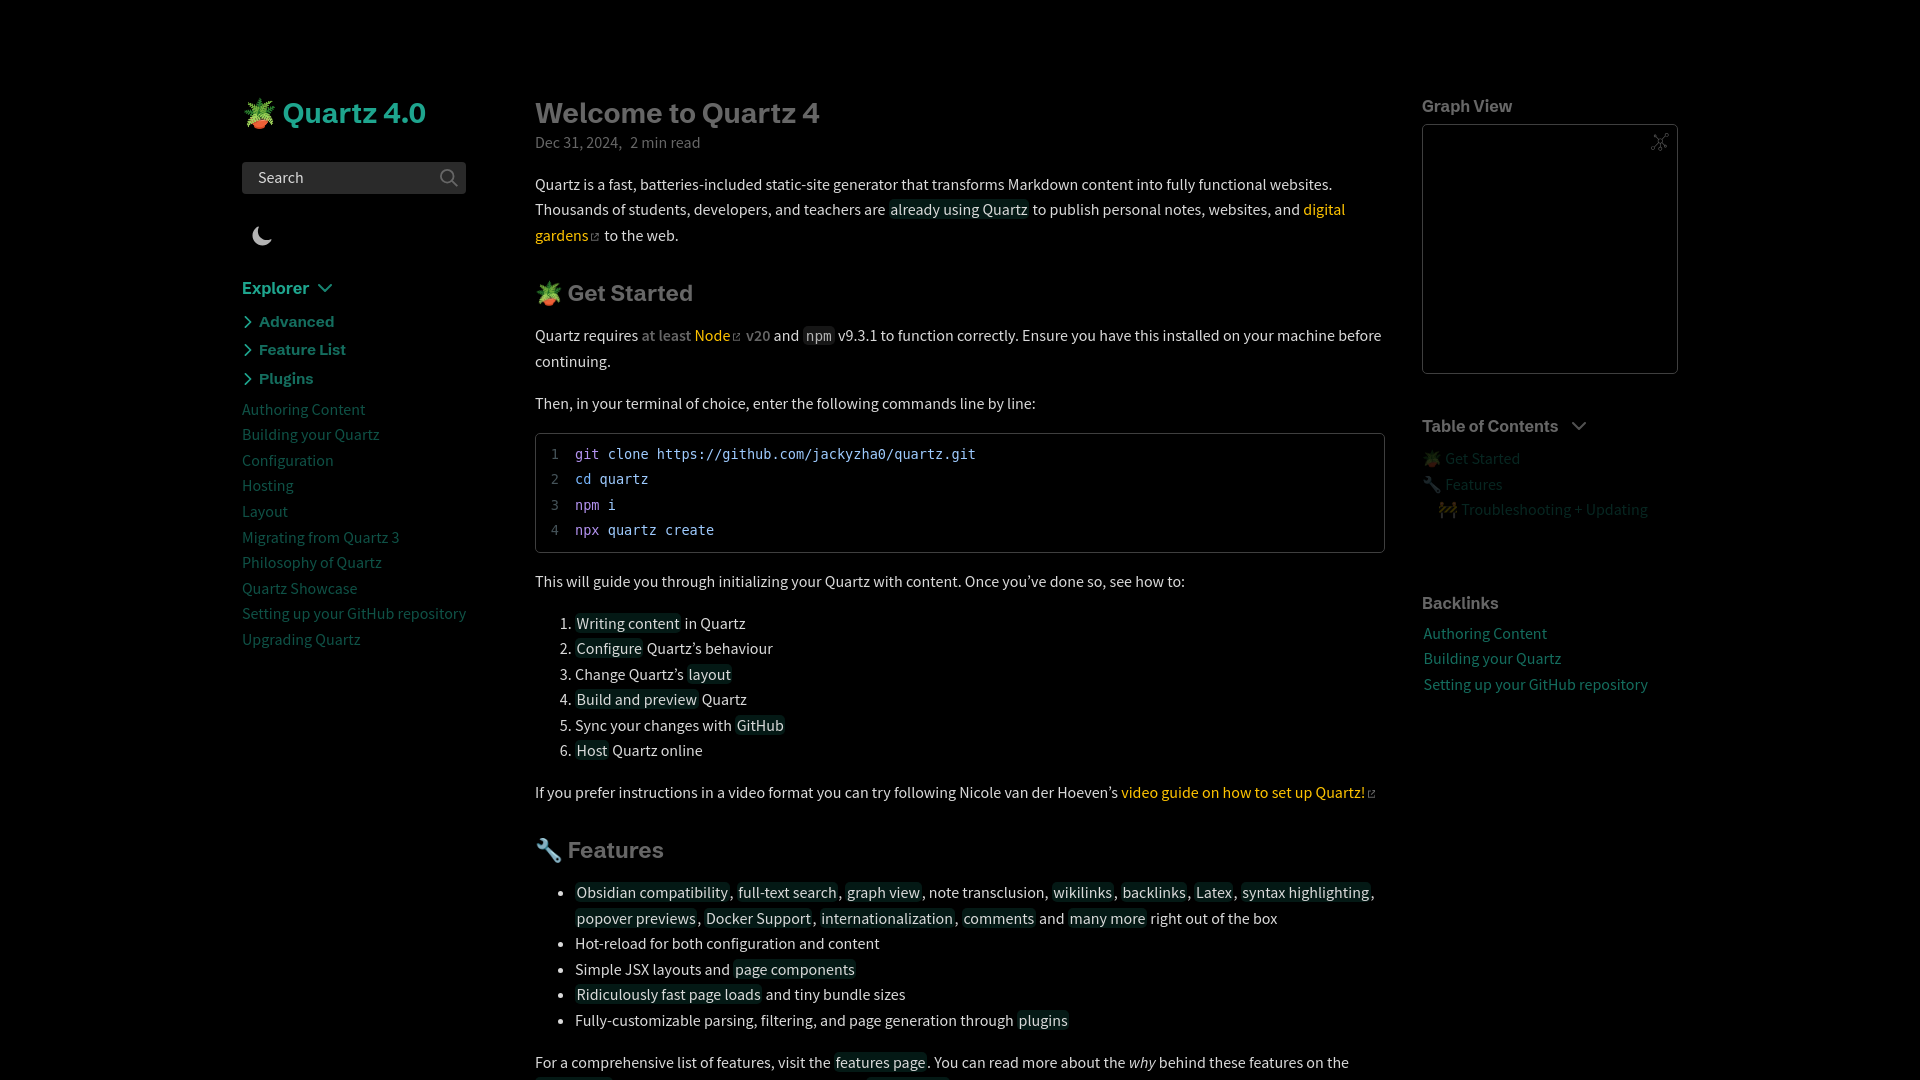 Quartz 4.0
Search
Explorer
Advanced
Feature List
Plugins
Authoring Content
Building your Quartz
Configuration
Hosting
Layout
Migrating from Quartz 3
Philosophy of Quartz
Quartz Showcase
Setting up your GitHub repository
Upgrading Quartz
Welcome to Quartz 4
Dec 31, 2024, 2 min read
Quartz is a fast, batteries-included static-site generator that transforms Markdown content into fully functional websites.
Thousands of students, developers, and teachers are already using Quartz to publish personal notes, websites, and digital
gardens to the web.
🪴 Get Started
Quartz requires at least Node v20 and npm v9.3.1 to function correctly. Ensure you have this installed on your machine before
continuing.
Then, in your terminal of choice, enter the following commands line by line:
1 git clone https://github.com/jackyzha0/quartz.git
2 cd quartz
3 npm i
4 npx quartz create
This will guide you through initializing your Quartz with content. Once you’ve done so, see how to:
1. Writing content in Quartz
2. Configure Quartz’s behaviour
3. Change Quartz’s layout
4. Build and preview Quartz
5. Sync your changes with GitHub
6. Host Quartz online
If you prefer instructions in a video format you can try following Nicole van der Hoeven’s video guide on how to set up Quartz!
🔧 Features
• Obsidian compatibility, full-text search, graph view, note transclusion, wikilinks, backlinks, Latex, syntax highlighting,
popover previews, Docker Support, internationalization, comments and many more right out of the box
• Hot-reload for both configuration and content
• Simple JSX layouts and page components
• Ridiculously fast page loads and tiny bundle sizes
• Fully-customizable parsing, filtering, and page generation through plugins
For a comprehensive list of features, visit the features page. You can read more about the why behind these features on the
Graph View
Table of Contents
🪴 Get Started
🔧 Features
🚧 Troubleshooting + Updating
Backlinks
Authoring Content
Building your Quartz
Setting up your GitHub repository